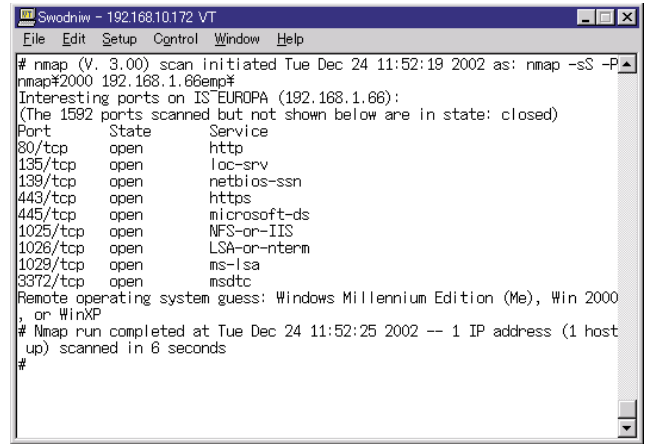 Swodniw - 192.168.10.172 VT
File Edit Setup Control Window Help
# nmap (V. 3.00) scan initiated Tue Dec 24 11:52:19 2002 as: nmap -sS -P
nmap¥2000 192.168.1.66emp¥
Interesting ports on IS-EUROPA (192.168.1.66):
(The 1592 ports scanned but not shown below are in state: closed)
Port State Service
80/tcp open http
135/tcp open loc-srv
139/tcp open netbios-ssn
443/tcp open https
445/tcp open microsoft-ds
1025/tcp open NFS-or-IIS
1026/tcp open LSA-or-nterm
1029/tcp open ms-lsa
3372/tcp open msdtc
Remote operating system guess: Windows Millennium Edition (Me), Win 2000
, or WinXP
# Nmap run completed at Tue Dec 24 11:52:25 2002 -- 1 IP address (1 host
up) scanned in 6 seconds
#